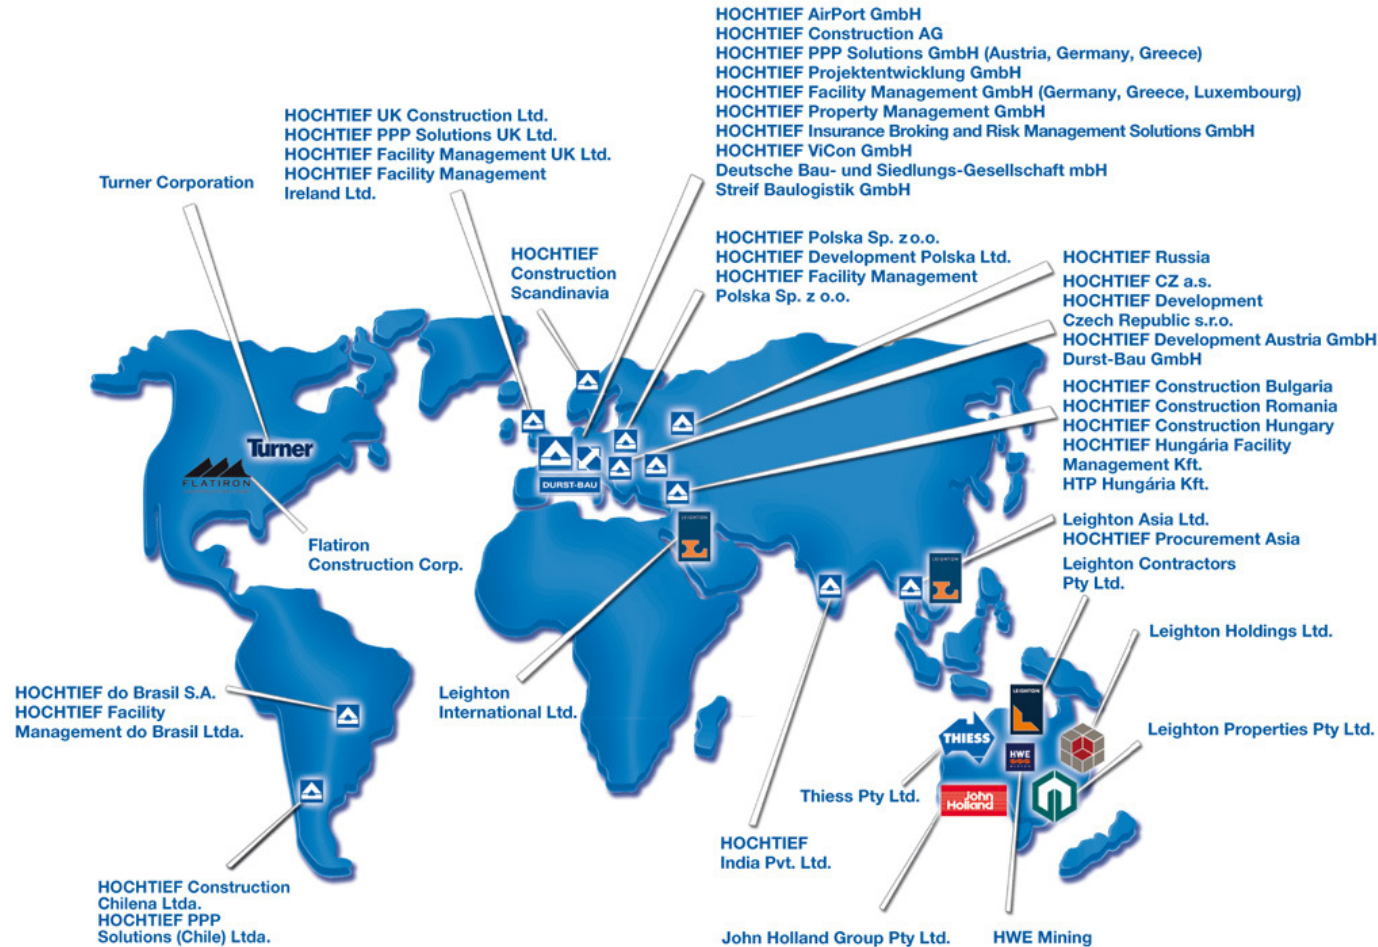 HOCHTIEF AirPort GmbH
HOCHTIEF Construction AG
HOCHTIEF PPP Solutions GmbH (Austria, Germany, Greece)
HOCHTIEF Projektentwicklung GmbH
HOCHTIEF Facility Management GmbH (Germany, Greece, Luxembourg)
HOCHTIEF Property Management GmbH
HOCHTIEF Insurance Broking and Risk Management Solutions GmbH
HOCHTIEF ViCon GmbH
Deutsche Bau- und Siedlungs-Gesellschaft mbH
Streif Baulogistik GmbH
HOCHTIEF UK Construction Ltd.
HOCHTIEF PPP Solutions UK Ltd.
HOCHTIEF Facility Management UK Ltd.
HOCHTIEF Facility Management
Ireland Ltd.
Turner Corporation
HOCHTIEF
Construction
Scandinavia
HOCHTIEF Polska Sp. z o.o.
HOCHTIEF Development Polska Ltd.
HOCHTIEF Facility Management
Polska Sp. z o.o.
HOCHTIEF Russia
HOCHTIEF CZ a.s.
HOCHTIEF Development
Czech Republic s.r.o.
HOCHTIEF Development Austria GmbH
Durst-Bau GmbH
HOCHTIEF Construction Bulgaria
HOCHTIEF Construction Romania
HOCHTIEF Construction Hungary
HOCHTIEF Hungária Facility
Management Kft.
HTP Hungária Kft.
Turner
FLATIRON
DURST-BAU
LEIGHTON
Flatiron
Construction Corp.
Leighton Asia Ltd.
HOCHTIEF Procurement Asia
LEIGHTON
Leighton Contractors
Pty Ltd.
Leighton Holdings Ltd.
HOCHTIEF do Brasil S.A.
HOCHTIEF Facility
Management do Brasil Ltda.
Leighton
International Ltd.
LEIGHTON
THIESS
HWE
MINING
Leighton Properties Pty Ltd.
Thiess Pty Ltd.
John
Holland
HOCHTIEF
India Pvt. Ltd.
HOCHTIEF Construction
Chilena Ltda.
HOCHTIEF PPP
Solutions (Chile) Ltda.
John Holland Group Pty Ltd.
HWE Mining